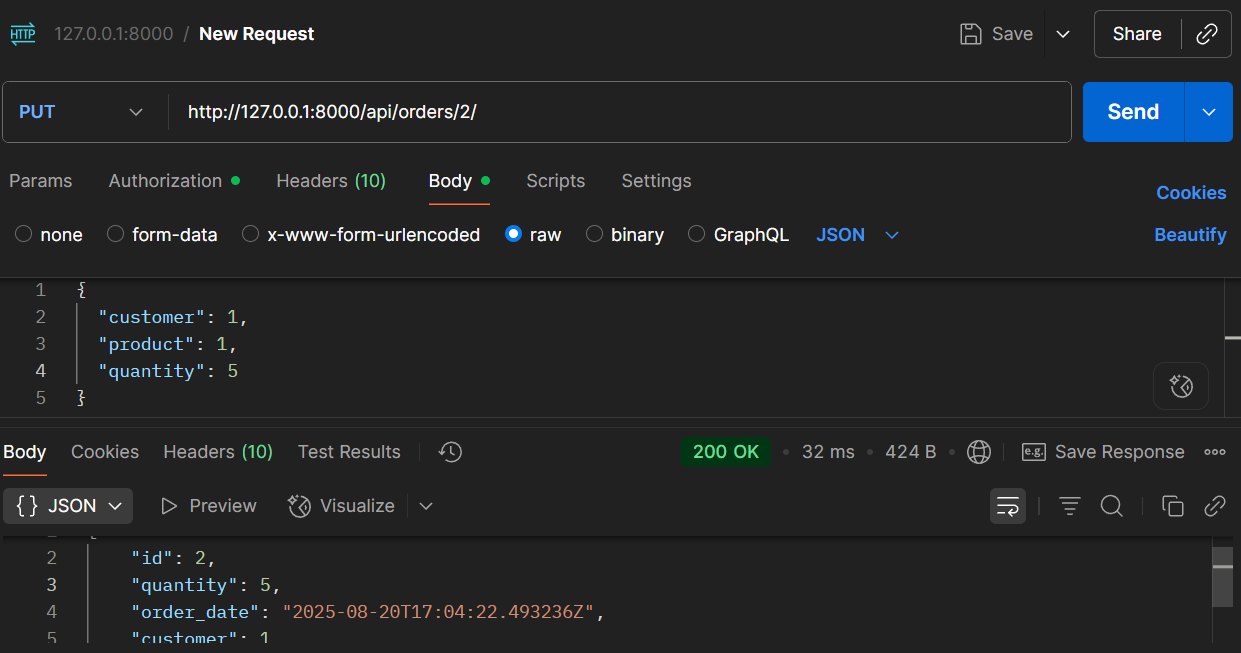 HTTP 127.0.0.1:8000 / New Request Save Share
PUT http://127.0.0.1:8000/api/orders/2/ Send
Params Authorization Headers (10) Body Scripts Settings Cookies
none form-data x-www-form-urlencoded raw binary GraphQL JSON Beautify
1 {
2 "customer": 1,
3 "product": 1,
4 "quantity": 5
5 }
Body Cookies Headers (10) Test Results 200 OK • 32 ms • 424 B • e.g. Save Response
{} JSON Preview Visualize
1 {
2 "id": 2,
3 "quantity": 5,
4 "order_date": "2025-08-20T17:04:22.493236Z",
5 "customer": 1